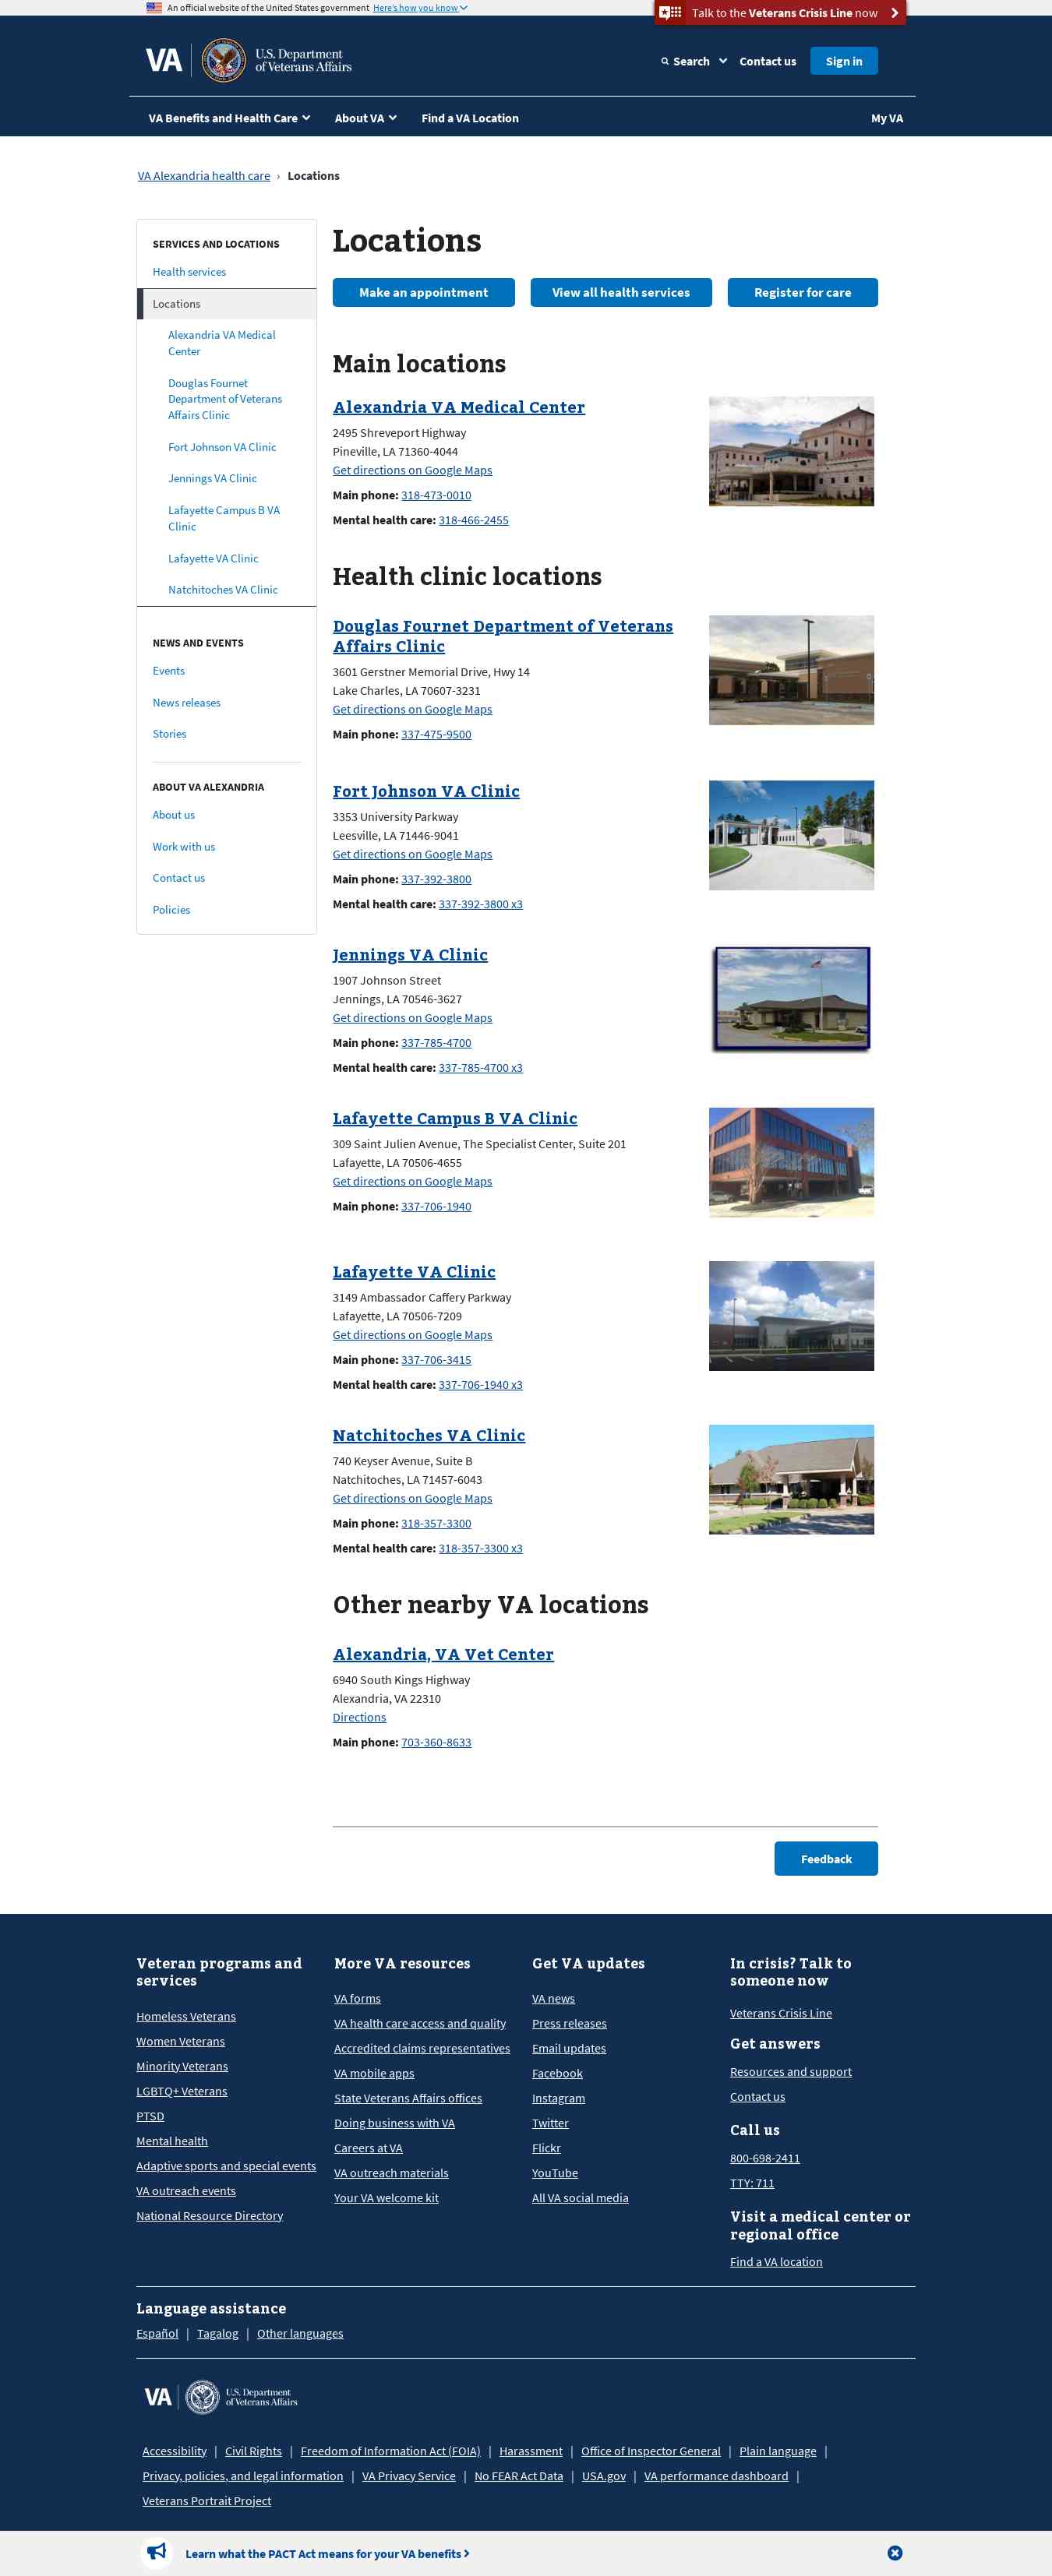 An official website of the United States government Here's how you know
Talk to the Veterans Crisis Line now
VA U.S. Department of Veterans Affairs
Search
Contact us
Sign in
VA Benefits and Health Care
About VA
Find a VA Location
My VA
VA Alexandria health care › Locations
SERVICES AND LOCATIONS
Health services
Locations
Alexandria VA Medical
Center
Douglas Fournet
Department of Veterans
Affairs Clinic
Fort Johnson VA Clinic
Jennings VA Clinic
Lafayette Campus B VA
Clinic
Lafayette VA Clinic
Natchitoches VA Clinic
NEWS AND EVENTS
Events
News releases
Stories
ABOUT VA ALEXANDRIA
About us
Work with us
Contact us
Policies
Locations
Make an appointment
View all health services
Register for care
Main locations
Alexandria VA Medical Center
2495 Shreveport Highway
Pineville, LA 71360-4044
Get directions on Google Maps
Main phone: 318-473-0010
Mental health care: 318-466-2455
Health clinic locations
Douglas Fournet Department of Veterans
Affairs Clinic
3601 Gerstner Memorial Drive, Hwy 14
Lake Charles, LA 70607-3231
Get directions on Google Maps
Main phone: 337-475-9500
Fort Johnson VA Clinic
3353 University Parkway
Leesville, LA 71446-9041
Get directions on Google Maps
Main phone: 337-392-3800
Mental health care: 337-392-3800 x3
Jennings VA Clinic
1907 Johnson Street
Jennings, LA 70546-3627
Get directions on Google Maps
Main phone: 337-785-4700
Mental health care: 337-785-4700 x3
Lafayette Campus B VA Clinic
309 Saint Julien Avenue, The Specialist Center, Suite 201
Lafayette, LA 70506-4655
Get directions on Google Maps
Main phone: 337-706-1940
Lafayette VA Clinic
3149 Ambassador Caffery Parkway
Lafayette, LA 70506-7209
Get directions on Google Maps
Main phone: 337-706-3415
Mental health care: 337-706-1940 x3
Natchitoches VA Clinic
740 Keyser Avenue, Suite B
Natchitoches, LA 71457-6043
Get directions on Google Maps
Main phone: 318-357-3300
Mental health care: 318-357-3300 x3
Other nearby VA locations
Alexandria, VA Vet Center
6940 South Kings Highway
Alexandria, VA 22310
Directions
Main phone: 703-360-8633
Feedback
Veteran programs and
services
Homeless Veterans
Women Veterans
Minority Veterans
LGBTQ+ Veterans
PTSD
Mental health
Adaptive sports and special events
VA outreach events
National Resource Directory
More VA resources
VA forms
VA health care access and quality
Accredited claims representatives
VA mobile apps
State Veterans Affairs offices
Doing business with VA
Careers at VA
VA outreach materials
Your VA welcome kit
Get VA updates
VA news
Press releases
Email updates
Facebook
Instagram
Twitter
Flickr
YouTube
All VA social media
In crisis? Talk to
someone now
Veterans Crisis Line
Get answers
Resources and support
Contact us
Call us
800-698-2411
TTY: 711
Visit a medical center or
regional office
Find a VA location
Language assistance
Español | Tagalog | Other languages
VA U.S. Department of Veterans Affairs
Accessibility | Civil Rights | Freedom of Information Act (FOIA) | Harassment | Office of Inspector General | Plain language |
Privacy, policies, and legal information | VA Privacy Service | No FEAR Act Data | USA.gov | VA performance dashboard |
Veterans Portrait Project
Learn what the PACT Act means for your VA benefits